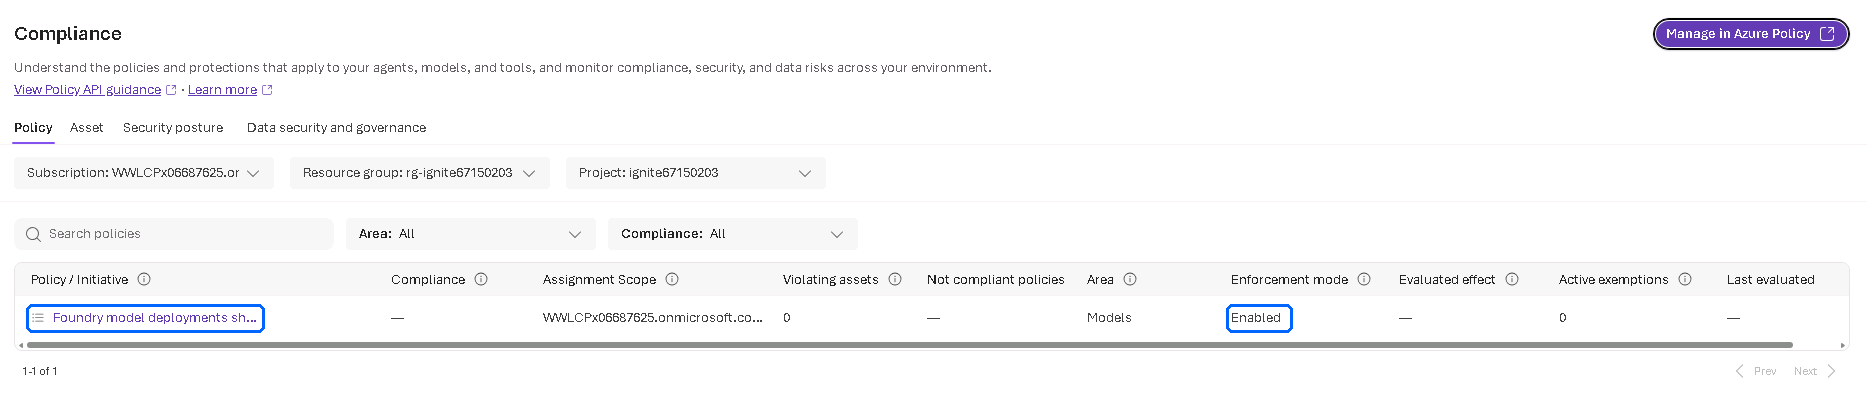 Compliance
Manage in Azure Policy
Understand the policies and protections that apply to your agents, models, and tools, and monitor compliance, security, and data risks across your environment.
View Policy API guidance · Learn more
Policy Asset Security posture Data security and governance
Subscription: WWLCPx06687625.or Resource group: rg-ignite67150203 Project: ignite67150203
Search policies Area: All Compliance: All
Policy / Initiative Compliance Assignment Scope Violating assets Not compliant policies Area Enforcement mode Evaluated effect Active exemptions Last evaluated
Foundry model deployments sh... — WWLCPx06687625.onmicrosoft.co... 0 — Models Enabled — 0 —
1-1 of 1 Prev Next